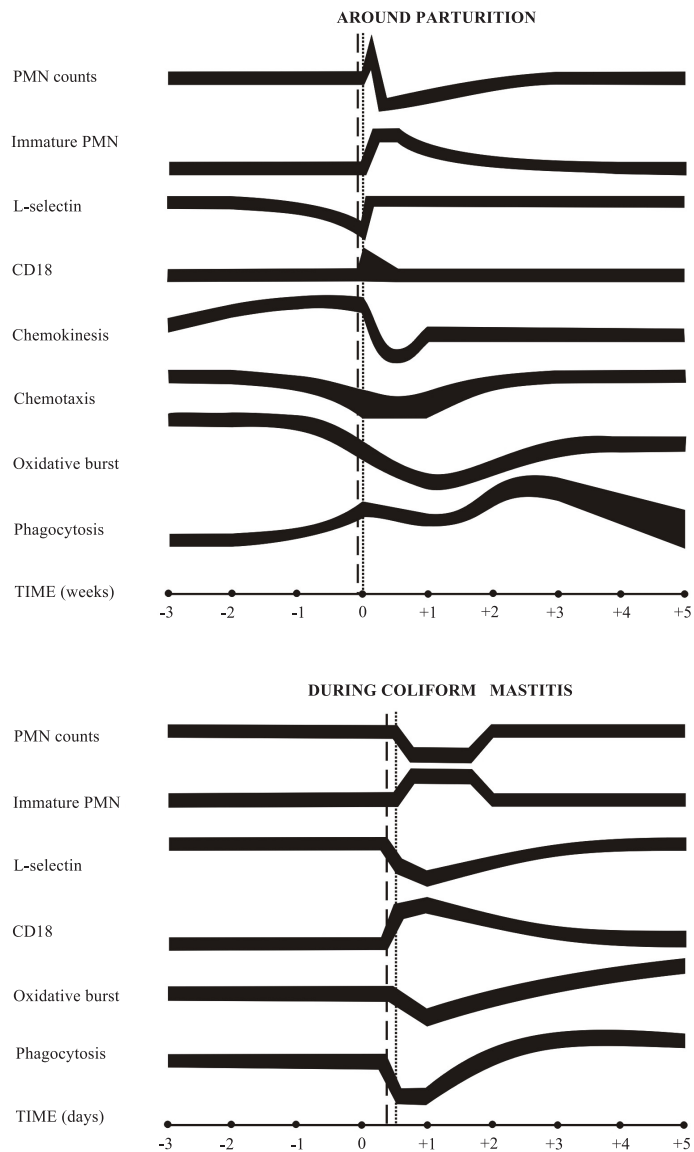 AROUND PARTURITION
PMN counts
Immature PMN
L-selectin
CD18
Chemokinesis
Chemotaxis
Oxidative burst
Phagocytosis
TIME (weeks)
-3 -2 -1 0 +1 +2 +3 +4 +5
DURING COLIFORM MASTITIS
PMN counts
Immature PMN
L-selectin
CD18
Oxidative burst
Phagocytosis
TIME (days)
-3 -2 -1 0 +1 +2 +3 +4 +5